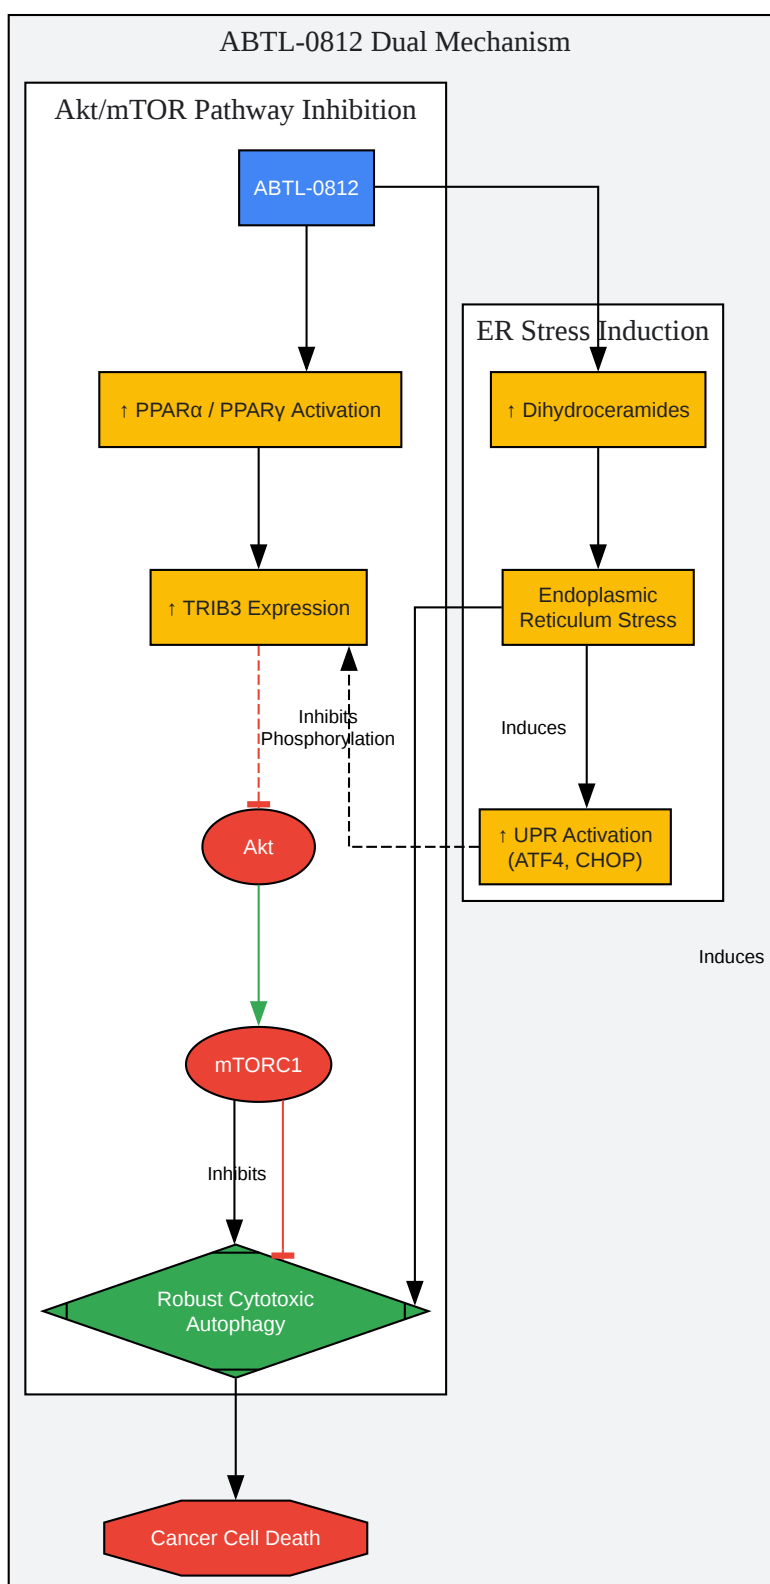 ABTL-0812 Dual Mechanism
Akt/mTOR Pathway Inhibition
ABTL-0812
ER Stress Induction
↑ PPARα / PPARγ Activation
↑ Dihydroceramides
↑ TRIB3 Expression
Endoplasmic
Reticulum Stress
Inhibits
Phosphorylation
Induces
Akt
↑ UPR Activation
(ATF4, CHOP)
Induces
mTORC1
Inhibits
Robust Cytotoxic
Autophagy
Cancer Cell Death